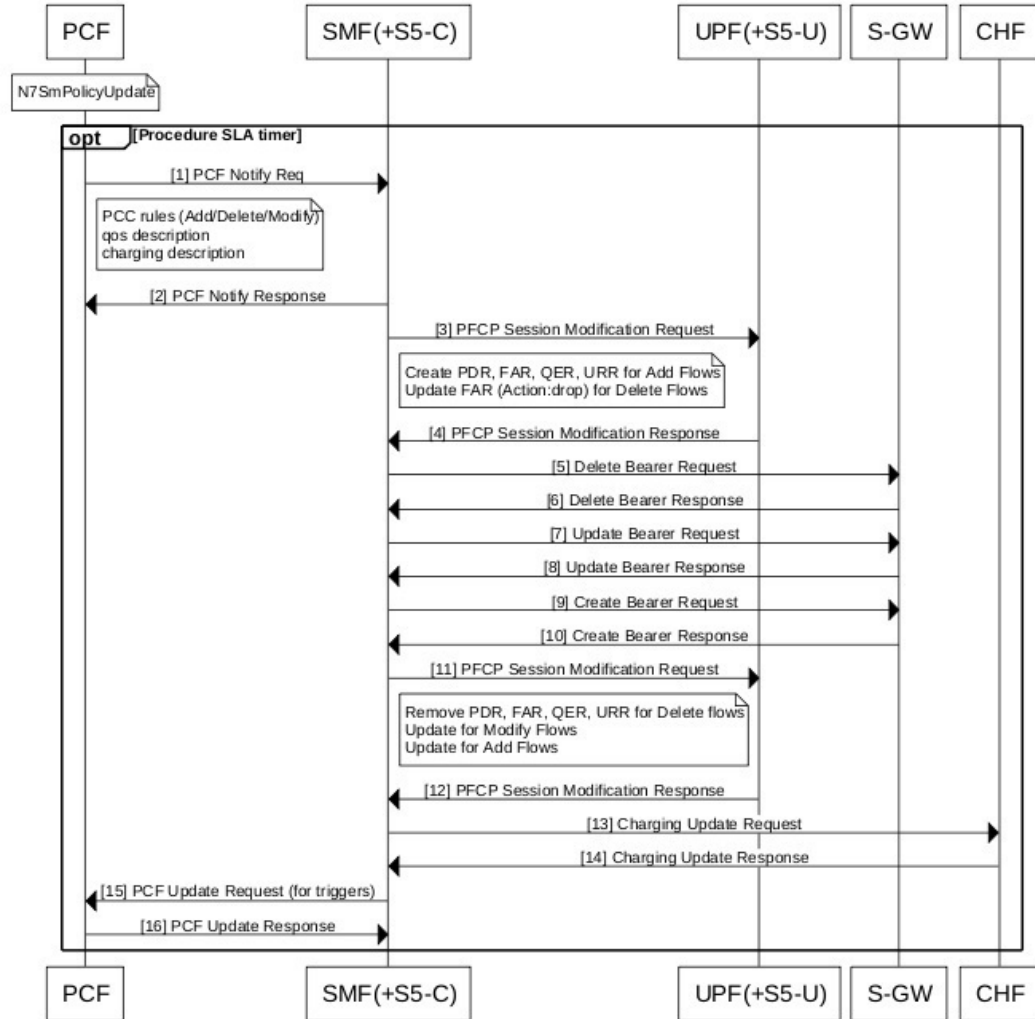 PCF SMF(+S5-C) UPF(+S5-U) S-GW CHF
N7SmPolicyUpdate
opt [Procedure SLA timer]
[1] PCF Notify Req
PCC rules (Add/Delete/Modify)
qos description
charging description
[2] PCF Notify Response
[3] PFCP Session Modification Request
Create PDR, FAR, QER, URR for Add Flows
Update FAR (Action:drop) for Delete Flows
[4] PFCP Session Modification Response
[5] Delete Bearer Request
[6] Delete Bearer Response
[7] Update Bearer Request
[8] Update Bearer Response
[9] Create Bearer Request
[10] Create Bearer Response
[11] PFCP Session Modification Request
Remove PDR, FAR, QER, URR for Delete flows
Update for Modify Flows
Update for Add Flows
[12] PFCP Session Modification Response
[13] Charging Update Request
[14] Charging Update Response
[15] PCF Update Request (for triggers)
[16] PCF Update Response
PCF SMF(+S5-C) UPF(+S5-U) S-GW CHF